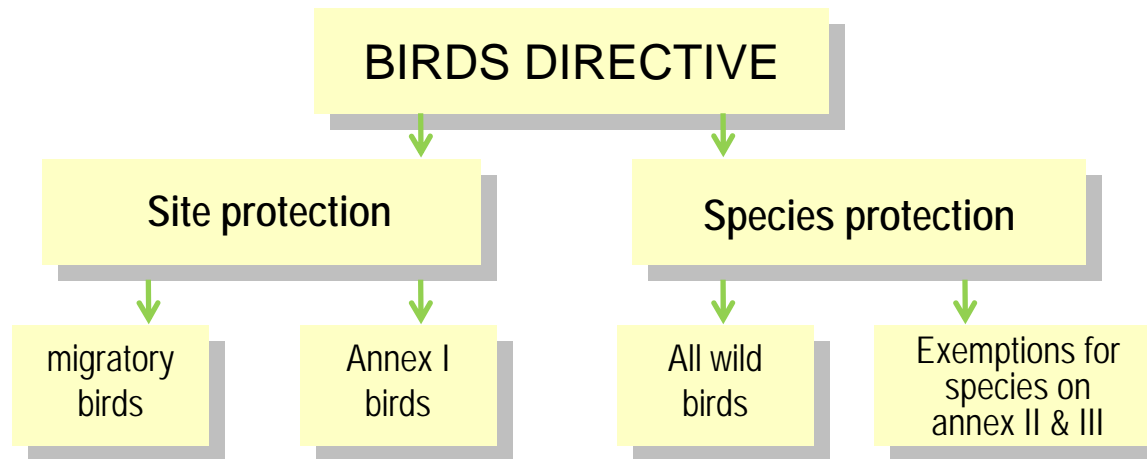 BIRDS DIRECTIVE
Site protection
Species protection
migratory
birds
Annex I
birds
All wild
birds
Exemptions for
species on
annex II & III